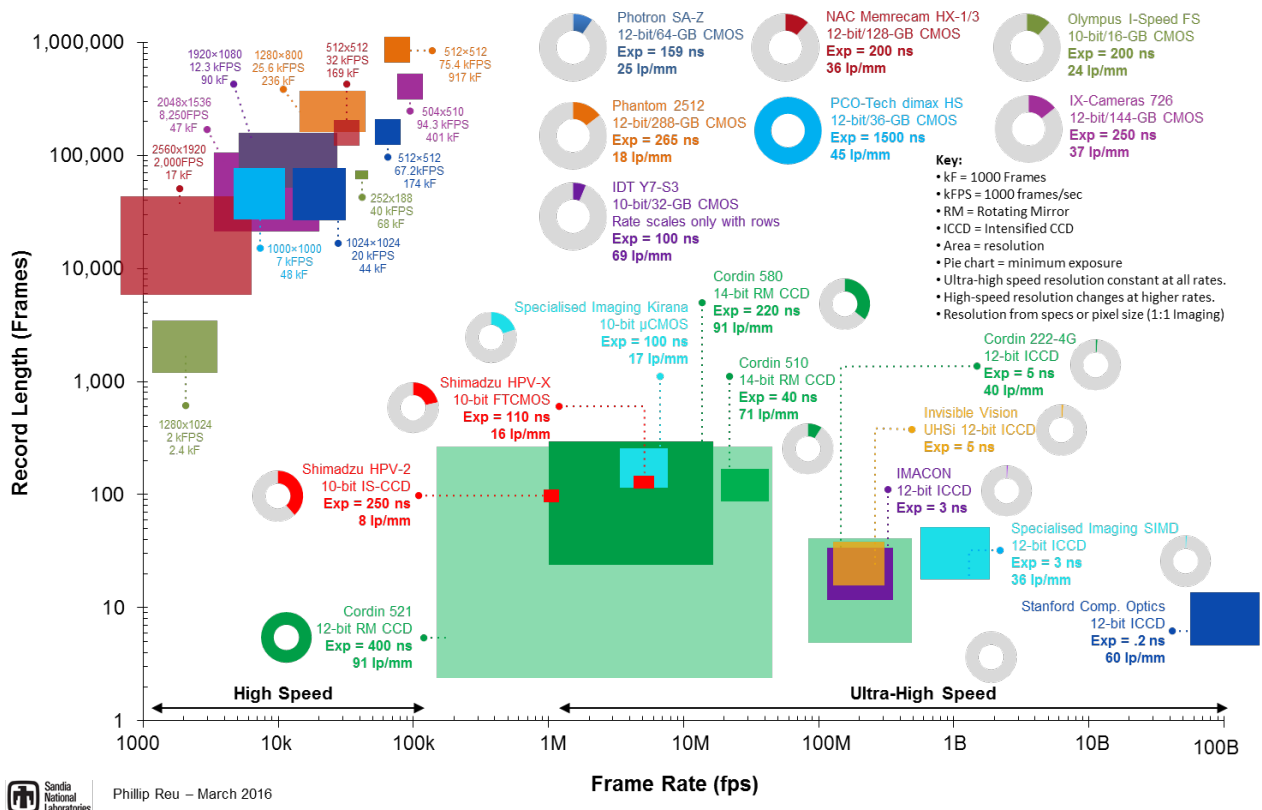 Photron SA-Z
12-bit/64-GB CMOS
Exp = 159 ns
25 lp/mm
NAC Memrecam HX-1/3
12-bit/128-GB CMOS
Exp = 200 ns
36 lp/mm
Olympus I-Speed FS
10-bit/16-GB CMOS
Exp = 200 ns
24 lp/mm
Phantom 2512
12-bit/288-GB CMOS
Exp = 265 ns
18 lp/mm
PCO-Tech dimax HS
12-bit/36-GB CMOS
Exp = 1500 ns
45 lp/mm
IX-Cameras 726
12-bit/144-GB CMOS
Exp = 250 ns
37 lp/mm
IDT Y7-S3
10-bit/32-GB CMOS
Rate scales only with rows
Exp = 100 ns
69 lp/mm
Key:
• kF = 1000 Frames
• kFPS = 1000 frames/sec
• RM = Rotating Mirror
• ICCD = Intensified CCD
• Area = resolution
• Pie chart = minimum exposure
• Ultra-high speed resolution constant at all rates.
• High-speed resolution changes at higher rates.
• Resolution from specs or pixel size (1:1 Imaging)
1920×1080
12.3 kFPS
90 kF
1280×800
25.6 kFPS
236 kF
512×512
32 kFPS
169 kF
512×512
75.4 kFPS
917 kF
2048×1536
8,250FPS
47 kF
504×510
94.3 kFPS
401 kF
2560×1920
2,000FPS
17 kF
512×512
67.2kFPS
174 kF
252x188
40 kFPS
68 kF
1000×1000
7 kFPS
48 kF
1024×1024
20 kFPS
44 kF
1280x1024
2 kFPS
2.4 kF
Cordin 580
14-bit RM CCD
Exp = 220 ns
91 lp/mm
Specialised Imaging Kirana
10-bit µCMOS
Exp = 100 ns
17 lp/mm
Cordin 510
14-bit RM CCD
Exp = 40 ns
71 lp/mm
Cordin 222-4G
12-bit ICCD
Exp = 5 ns
40 lp/mm
Shimadzu HPV-X
10-bit FTCMOS
Exp = 110 ns
16 lp/mm
Invisible Vision
UHSi 12-bit ICCD
Exp = 5 ns
Shimadzu HPV-2
10-bit IS-CCD
Exp = 250 ns
8 lp/mm
IMACON
12-bit ICCD
Exp = 3 ns
Specialised Imaging SIMD
12-bit ICCD
Exp = 3 ns
36 lp/mm
Cordin 521
12-bit RM CCD
Exp = 400 ns
91 lp/mm
Stanford Comp. Optics
12-bit ICCD
Exp = .2 ns
60 lp/mm
High Speed
Ultra-High Speed
Record Length (Frames)
1,000,000
100,000
10,000
1,000
100
10
1
1000
10k
100k
1M
10M
100M
1B
10B
100B
Frame Rate (fps)
Sandia
National
Laboratories
Phillip Reu – March 2016